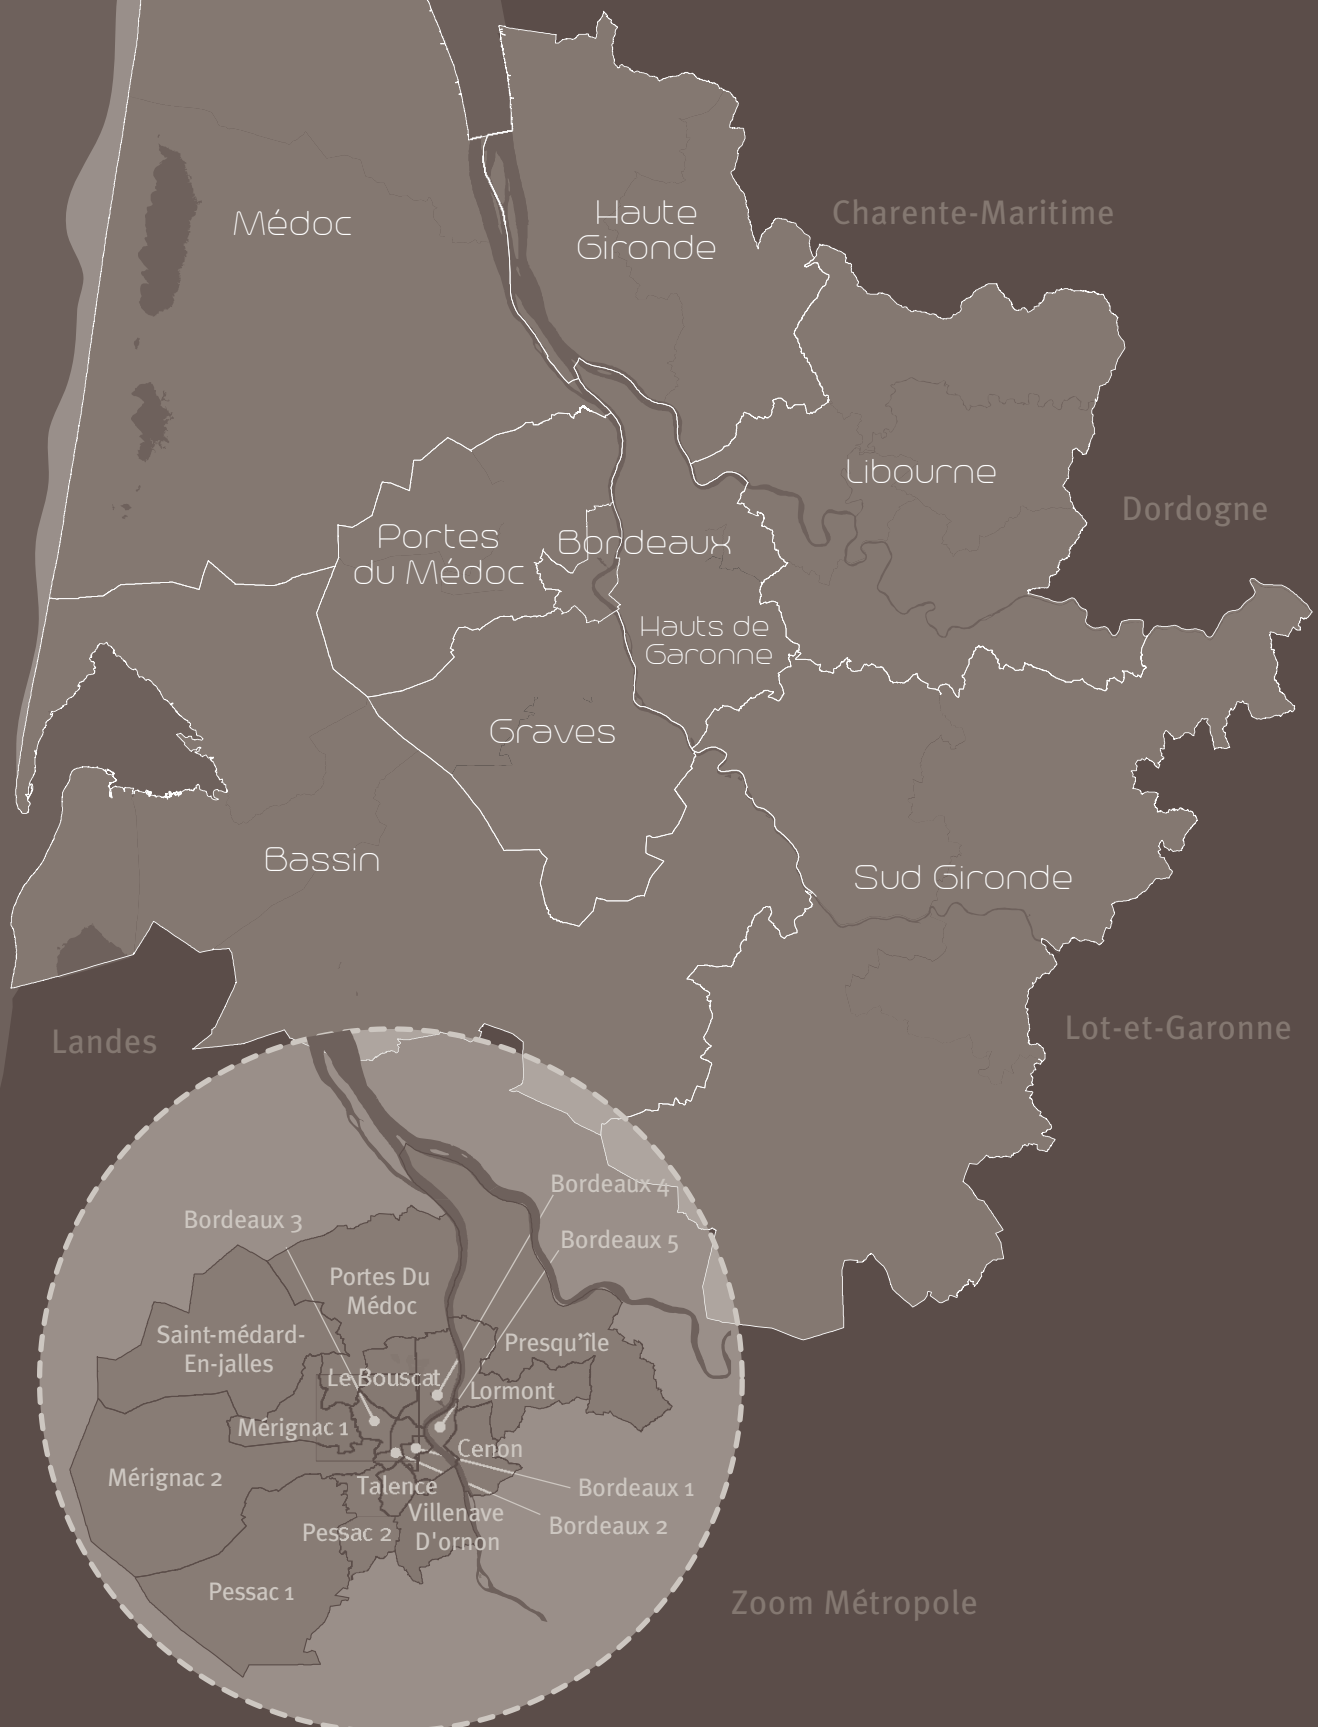 Médoc
Haute
Gironde
Charente-Maritime
Libourne
Dordogne
Portes
du Médoc
Bordeaux
Hauts de
Garonne
Graves
Bassin
Sud Gironde
Landes
Lot-et-Garonne
Bordeaux 4
Bordeaux 3
Bordeaux 5
Portes Du
Médoc
Saint-médard-
En-jalles
Presqu'île
Le Bouscat
Lormont
Mérignac 1
Cenon
Mérignac 2
Talence
Bordeaux 1
Villenave
D'ornon
Bordeaux 2
Pessac 2
Pessac 1
Zoom Métropole